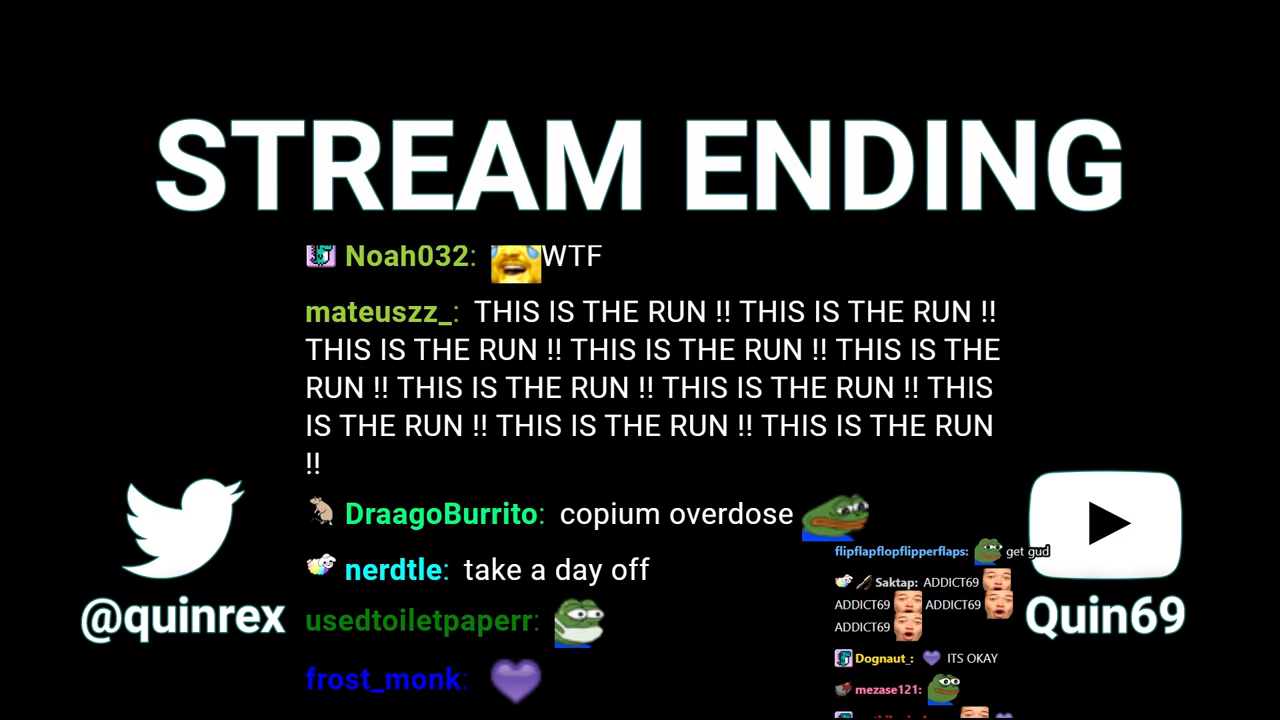 STREAM ENDING
Noah032: WTF
mateuszz_: THIS IS THE RUN !! THIS IS THE RUN !!
THIS IS THE RUN !! THIS IS THE RUN !! THIS IS THE
RUN !! THIS IS THE RUN !! THIS IS THE RUN !! THIS
IS THE RUN !! THIS IS THE RUN !! THIS IS THE RUN
!!
DraagoBurrito: copium overdose
nerdtle: take a day off
usedtoiletpaperr:
frost_monk:
@quinrex
flipflapflopflipperflaps: get gud
Saktap: ADDICT69
ADDICT69 ADDICT69
ADDICT69
Dognaut_: ITS OKAY
mezase121:
Quin69